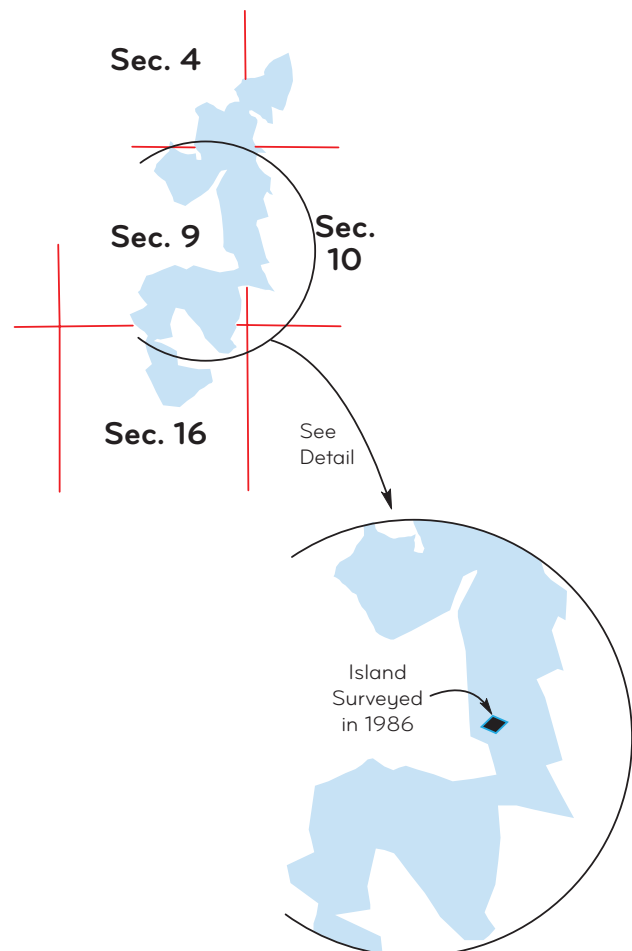 Sec. 4
Sec. 9
Sec.
10
Sec. 16
See
Detail
Island
Surveyed
in 1986